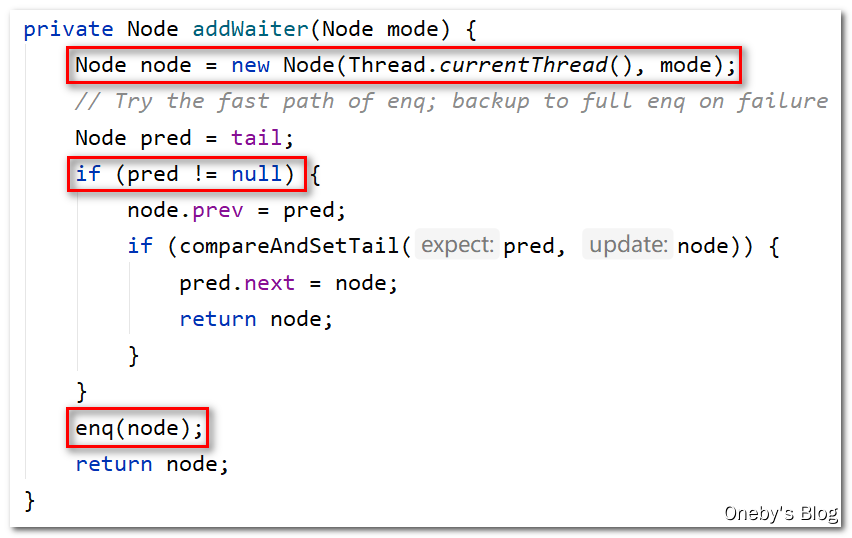 private Node addWaiter(Node mode) {
    Node node = new Node(Thread.currentThread(), mode);
    // Try the fast path of enq; backup to full enq on failure
    Node pred = tail;
    if (pred != null) {
        node.prev = pred;
        if (compareAndSetTail( expect: pred, update: node)) {
            pred.next = node;
            return node;
        }
    }
    enq(node);
    return node;
}
Oneby's Blog